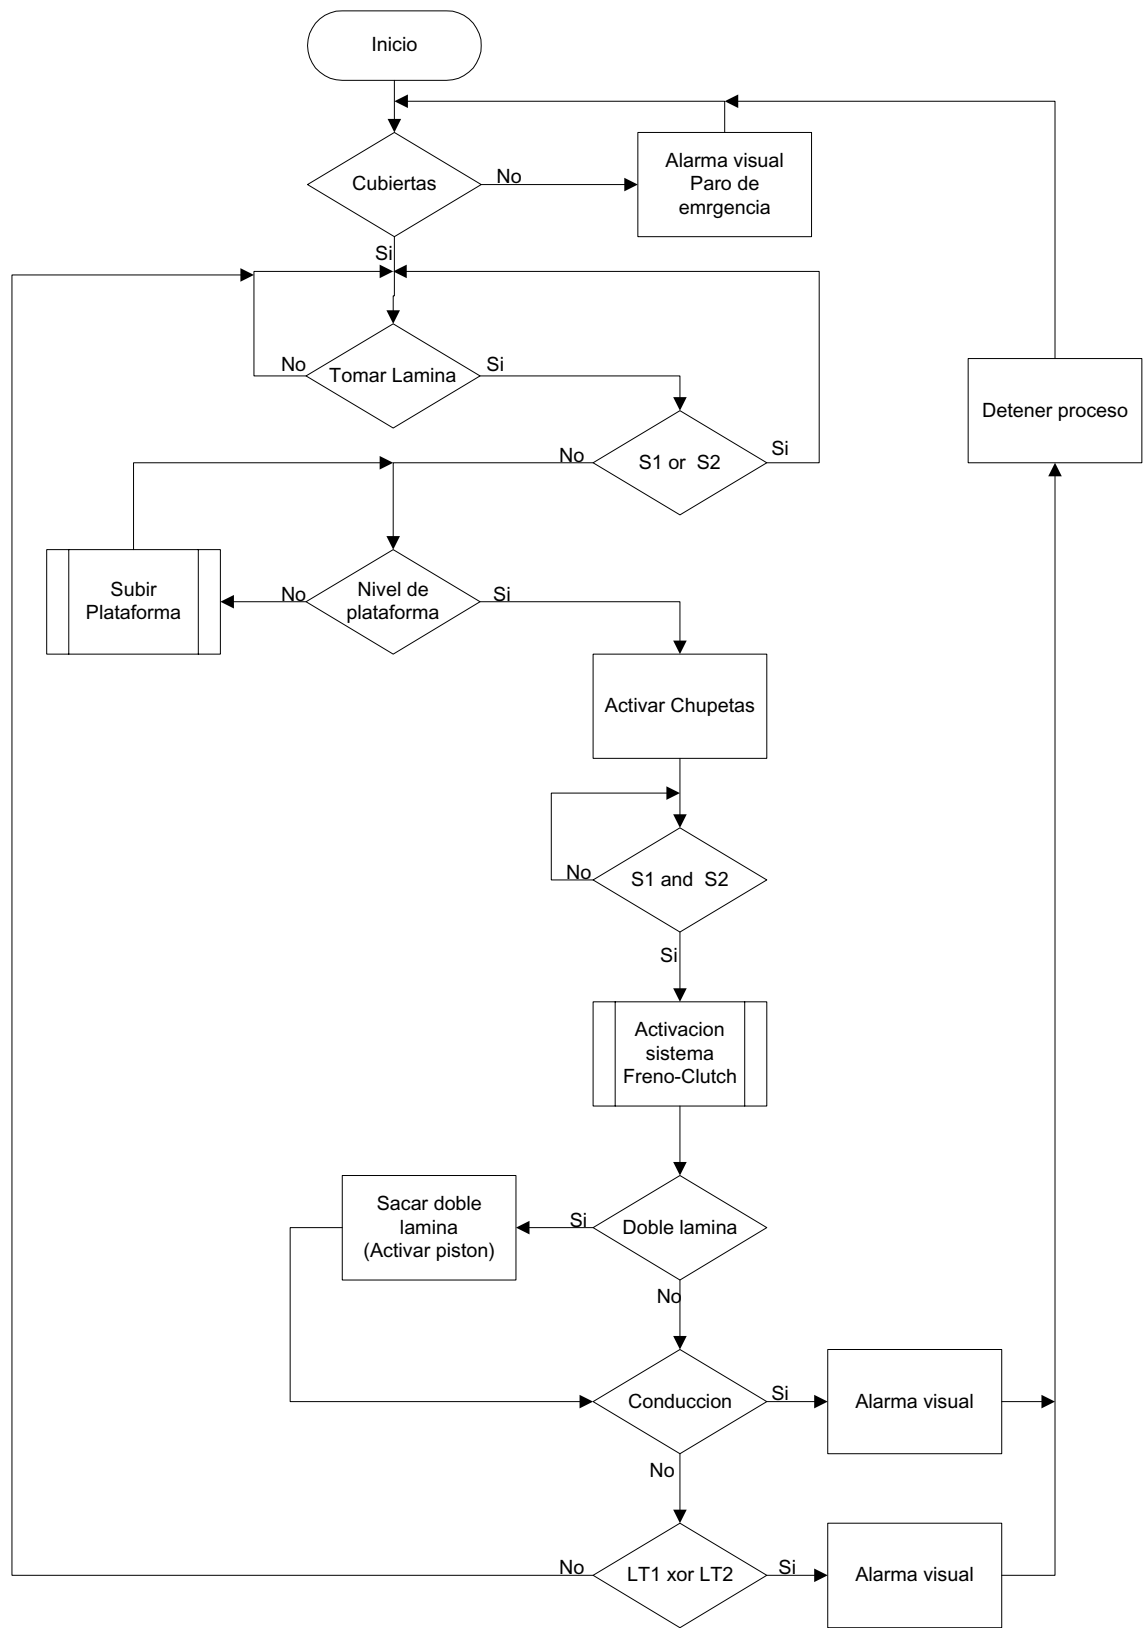 Inicio
Cubiertas
No
Alarma visual
Paro de
emrgencia
Si
No
Tomar Lamina
Si
Detener proceso
No
S1 or S2
Si
Subir
Plataforma
No
Nivel de
plataforma
Si
Activar Chupetas
No
S1 and S2
Si
Activacion
sistema
Freno-Clutch
Sacar doble
lamina
(Activar piston)
Si
Doble lamina
No
Conduccion
Si
Alarma visual
No
No
LT1 xor LT2
Si
Alarma visual